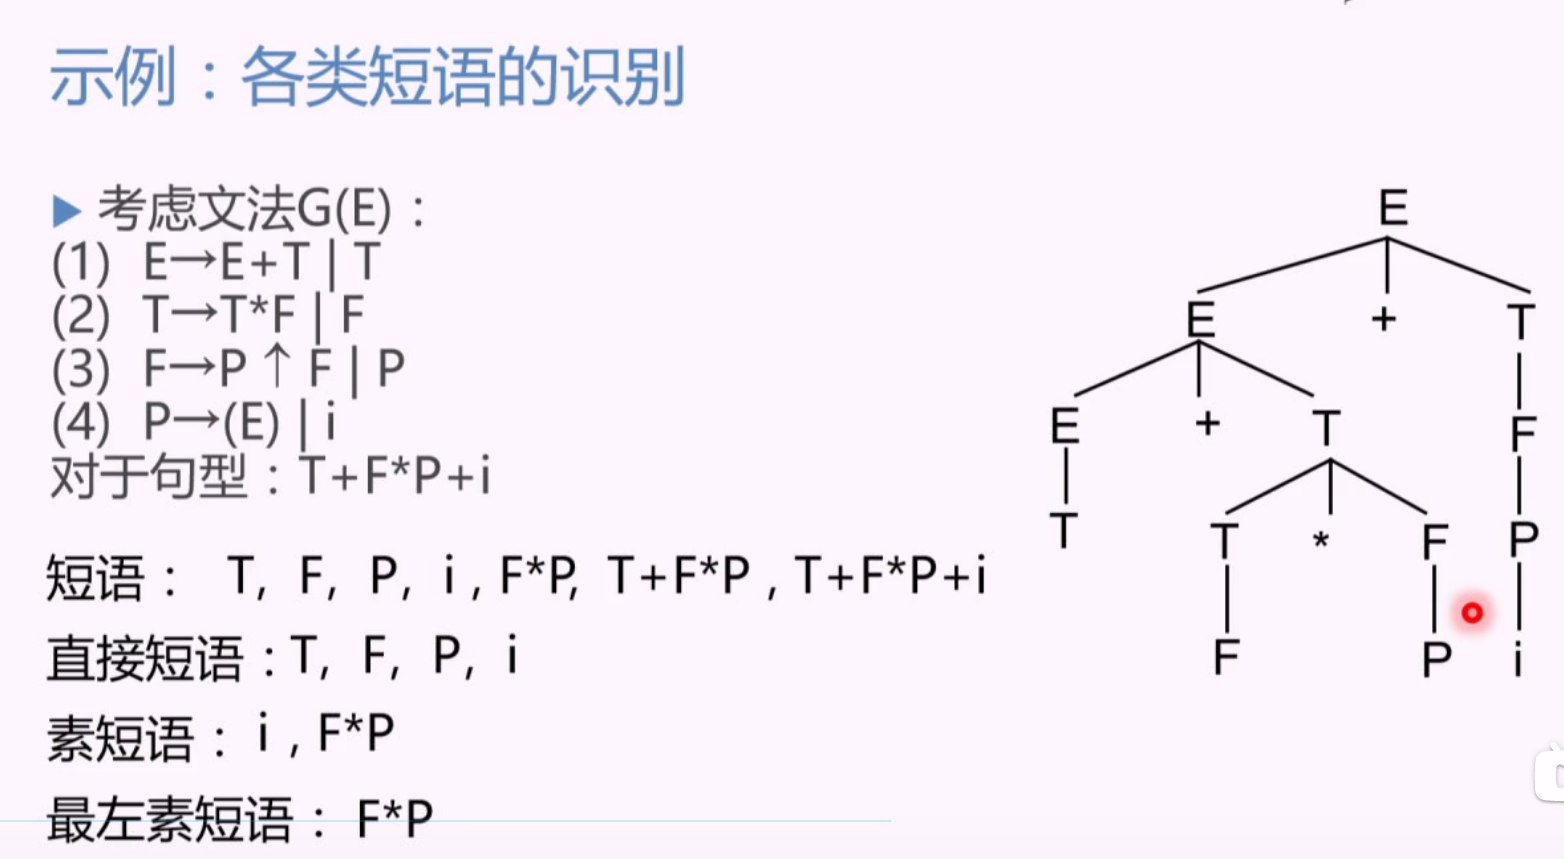 示例：各类短语的识别
考虑文法G(E)：
(1) E→E+T | T
(2) T→T*F | F
(3) F→P↑F | P
(4) P→(E) | i
对于句型：T+F*P+i
短语： T, F, P, i , F*P, T+F*P , T+F*P+i
直接短语：T, F, P, i
素短语： i , F*P
最左素短语： F*P
E
E + T
E + T F
T T * F P
F P i